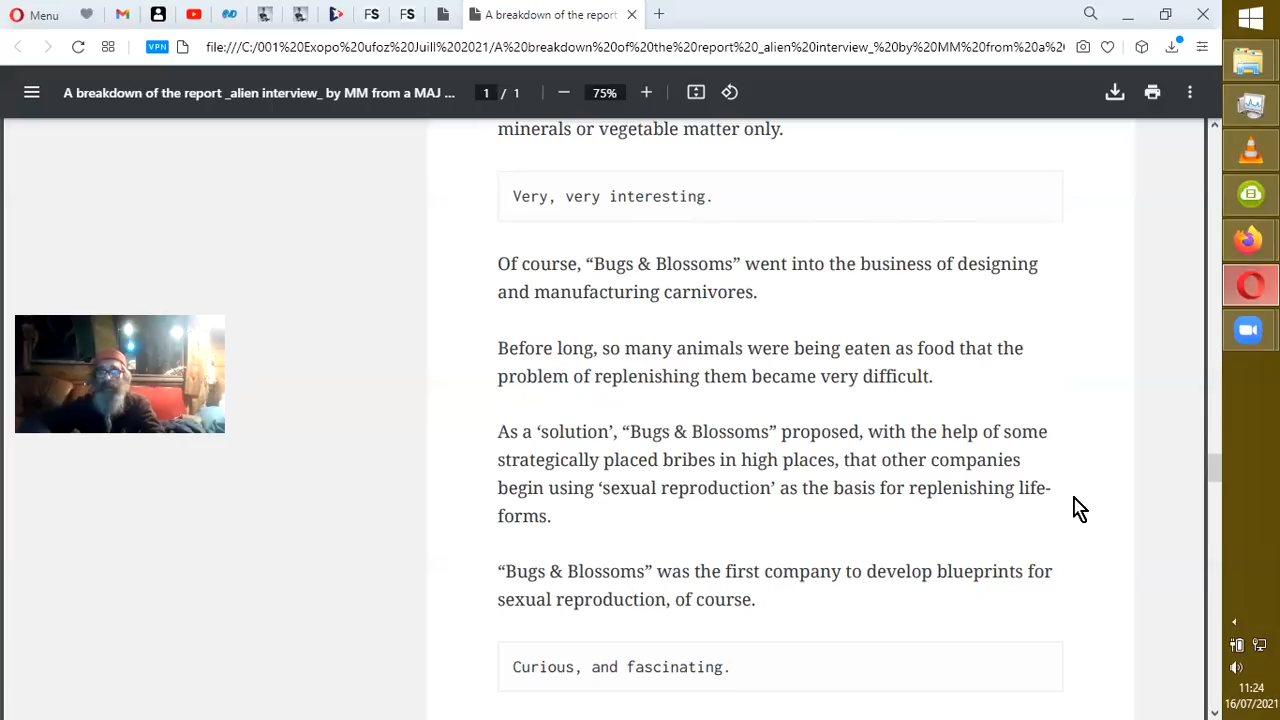 Menu
FS
FS
A breakdown of the report
VPN
file:///C:/001%20Exopo%20ufoz%20Juill%202021/A%20breakdown%20of%20the%20report%20_alien%20interview_%20by%20MM%20from%20a%2
A breakdown of the report _alien interview_ by MM from a MAJ ...
1 / 1
75%
minerals or vegetable matter only.
Very, very interesting.
Of course, “Bugs & Blossoms” went into the business of designing
and manufacturing carnivores.
Before long, so many animals were being eaten as food that the
problem of replenishing them became very difficult.
As a ‘solution’, “Bugs & Blossoms” proposed, with the help of some
strategically placed bribes in high places, that other companies
begin using ‘sexual reproduction’ as the basis for replenishing life-
forms.
“Bugs & Blossoms” was the first company to develop blueprints for
sexual reproduction, of course.
Curious, and fascinating.
11:24
16/07/2021